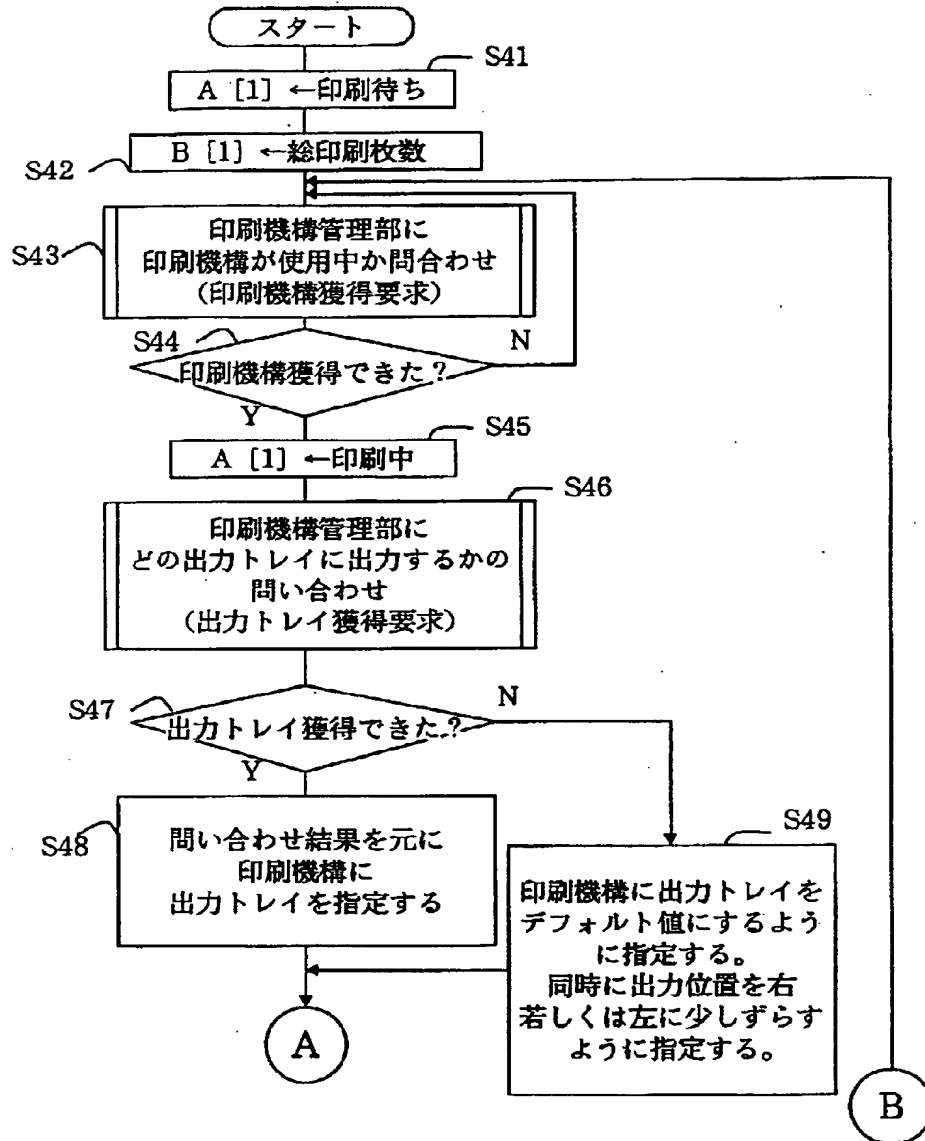 スタート
S41
A [1] ←印刷待ち
S42
B [1] ←総印刷枚数
S43
印刷機構管理部に
印刷機構が使用中か問合わせ
(印刷機構獲得要求)
S44
N
印刷機構獲得できた?
Y
S45
A [1] ←印刷中
S46
印刷機構管理部に
どの出力トレイに出力するかの
問い合わせ
(出力トレイ獲得要求)
S47
N
出力トレイ獲得できた?
Y
S48
問い合わせ結果を元に
印刷機構に
出力トレイを指定する
S49
印刷機構に出力トレイを
デフォルト値にするよう
に指定する。
同時に出力位置を右
若しくは左に少しずらす
ように指定する。
A
B